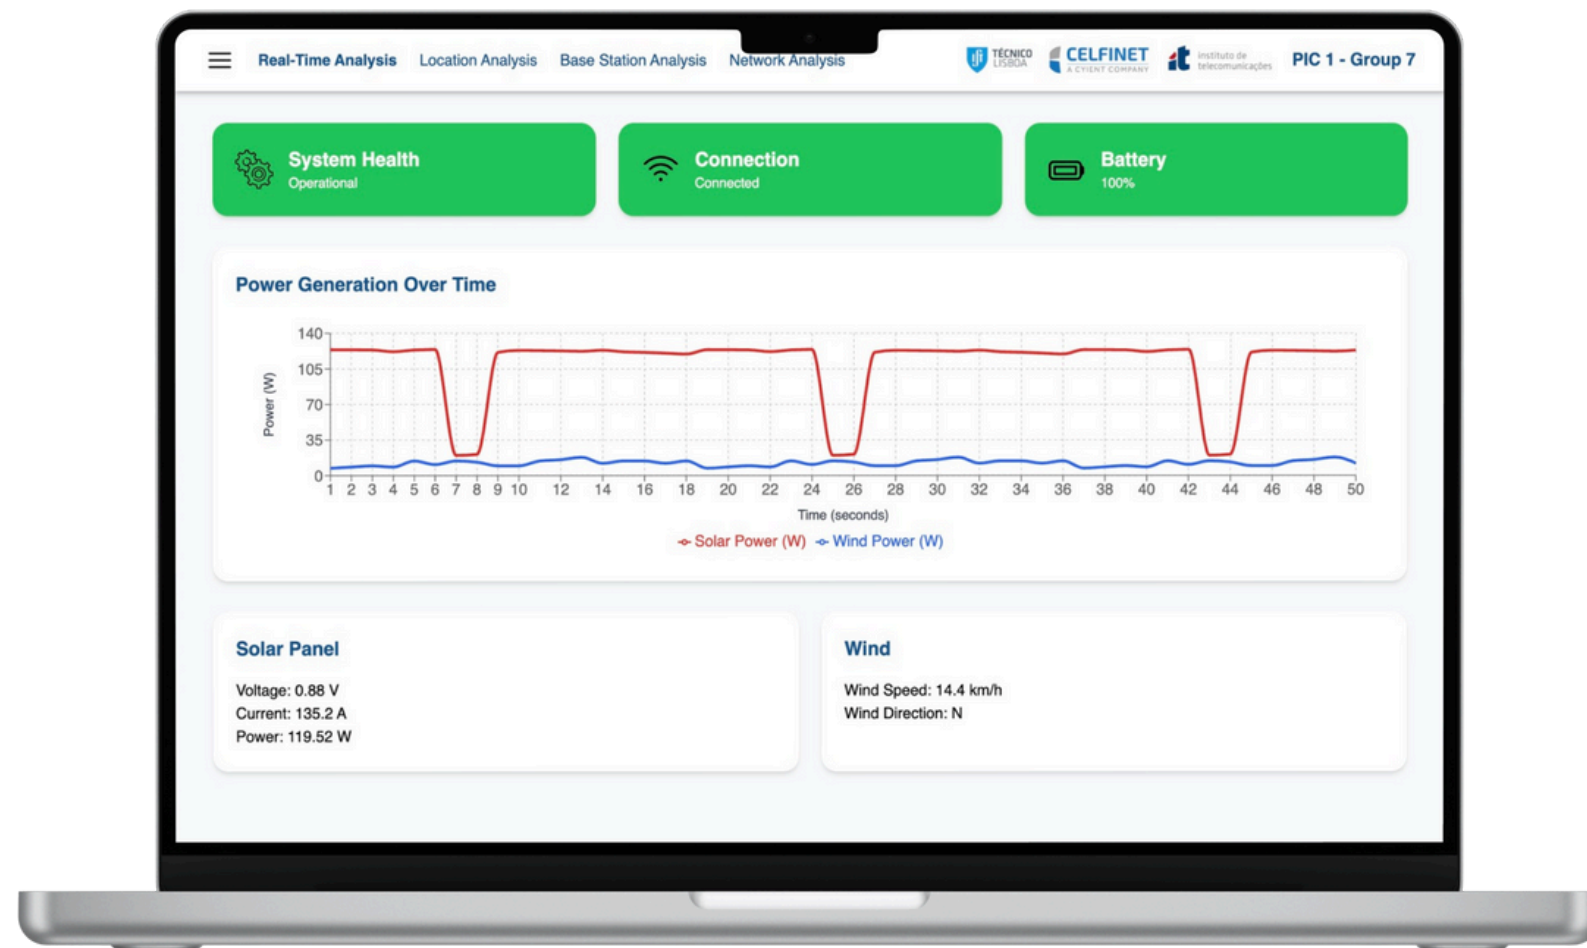 Real-Time Analysis Location Analysis Base Station Analysis Network Analysis TÉCNICO LISBOA CELFINET A CYIENT COMPANY it instituto de telecomunicações PIC 1 - Group 7
System Health
Operational
Connection
Connected
Battery
100%
Power Generation Over Time
140
105
70
35
0
Power (W)
1 2 3 4 5 6 7 8 9 10 12 14 16 18 20 22 24 26 28 30 32 34 36 38 40 42 44 46 48 50
Time (seconds)
Solar Power (W) Wind Power (W)
Solar Panel
Voltage: 0.88 V
Current: 135.2 A
Power: 119.52 W
Wind
Wind Speed: 14.4 km/h
Wind Direction: N